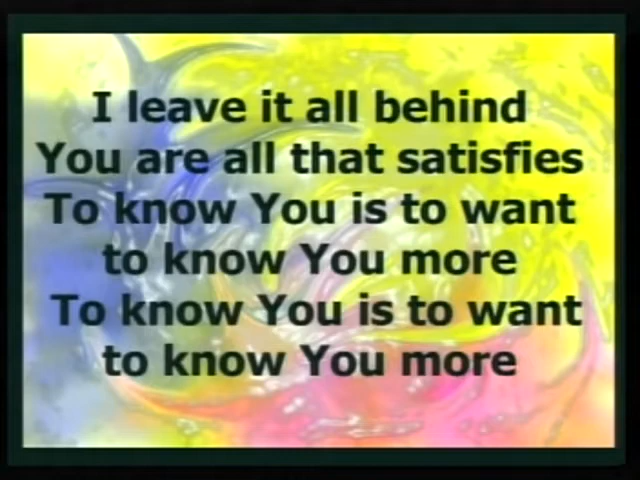 I leave it all behind
You are all that satisfies
To know You is to want
to know You more
To know You is to want
to know You more